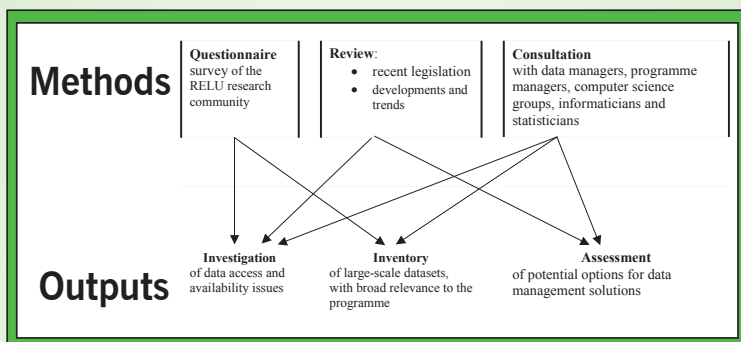 Methods
Questionnaire
survey of the
RELU research
community
Review:
• recent legislation
• developments and
trends
Consultation
with data managers, programme
managers, computer science
groups, informaticians and
statisticians
Outputs
Investigation
of data access and
availability issues
Inventory
of large-scale datasets,
with broad relevance to the
programme
Assessment
of potential options for data
management solutions